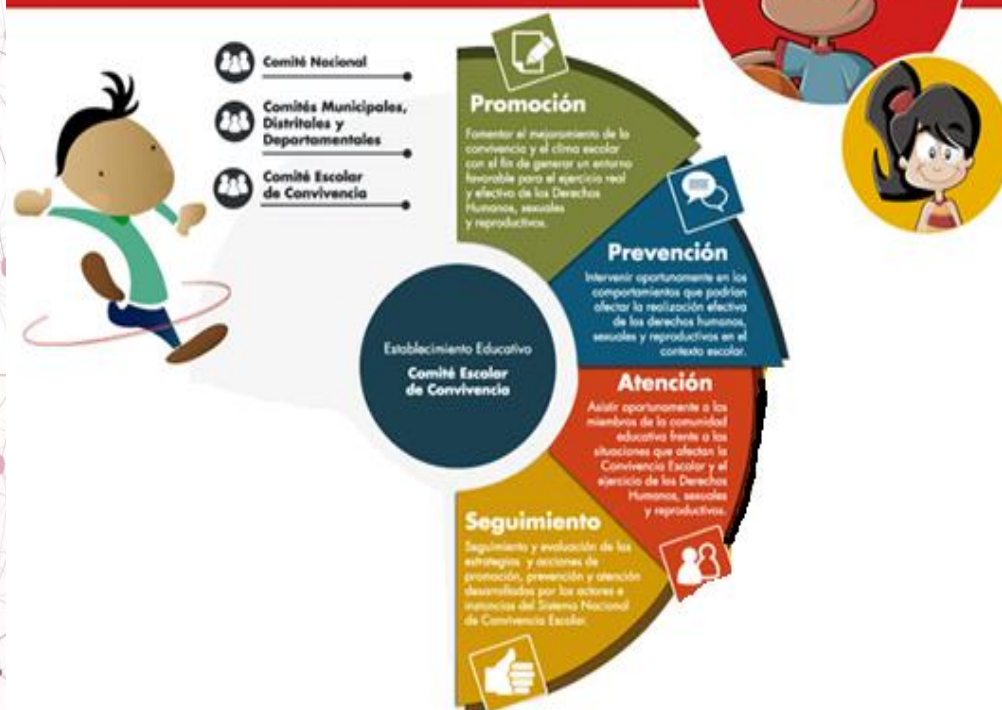 Comité Nacional
Comités Municipales,
Distritales y
Departamentales
Comité Escolar
de Convivencia
Promoción
Fomentar el mejoramiento de la
convivencia y el clima escolar
con el fin de generar un entorno
favorable para el ejercicio real
y efectivo de los Derechos
Humanos, sexuales
y reproductivos.
Prevención
Intervenir oportunamente en los
comportamientos que podrían
afectar la realización efectiva
de los derechos humanos,
sexuales y reproductivos en el
contexto escolar.
Establecimiento Educativo
Comité Escolar
de Convivencia
Atención
Asistir oportunamente a los
miembros de la comunidad
educativa frente a las
situaciones que afectan la
Convivencia Escolar y el
ejercicio de los Derechos
Humanos, sexuales
y reproductivos.
Seguimiento
Seguimiento y evaluación de las
estrategias y acciones de
promoción, prevención y atención
desarrolladas por los actores e
instancias del Sistema Nacional
de Convivencia Escolar.